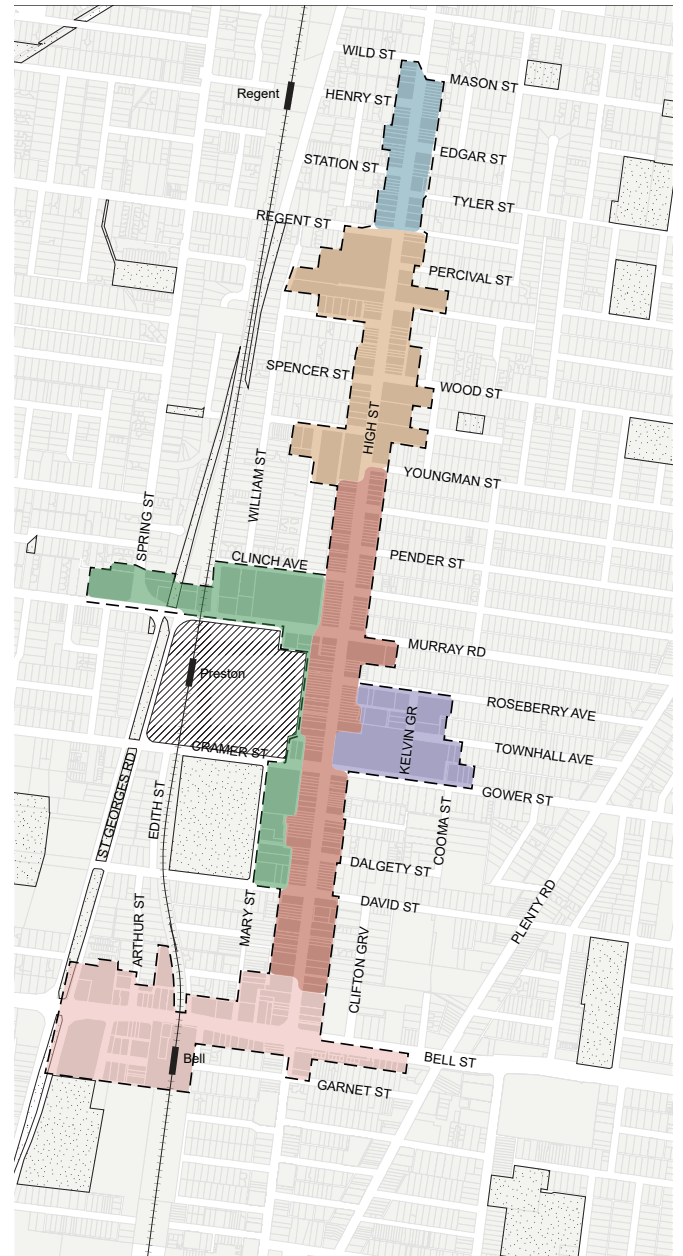 WILD ST
MASON ST
Regent
HENRY ST
EDGAR ST
STATION ST
TYLER ST
REGENT ST
PERCIVAL ST
SPENCER ST
WOOD ST
HIGH ST
YOUNGMAN ST
WILLIAM ST
SPRING ST
CLINCH AVE
PENDER ST
MURRAY RD
Preston
ROSEBERRY AVE
KELVIN GR
TOWNHALL AVE
CRAMER ST
GOWER ST
ST GEORGES RD
EDITH ST
COOMA ST
DALGETY ST
DAVID ST
PLENTY RD
MARY ST
ARTHUR ST
CLIFTON GRV
Bell
BELL ST
GARNET ST